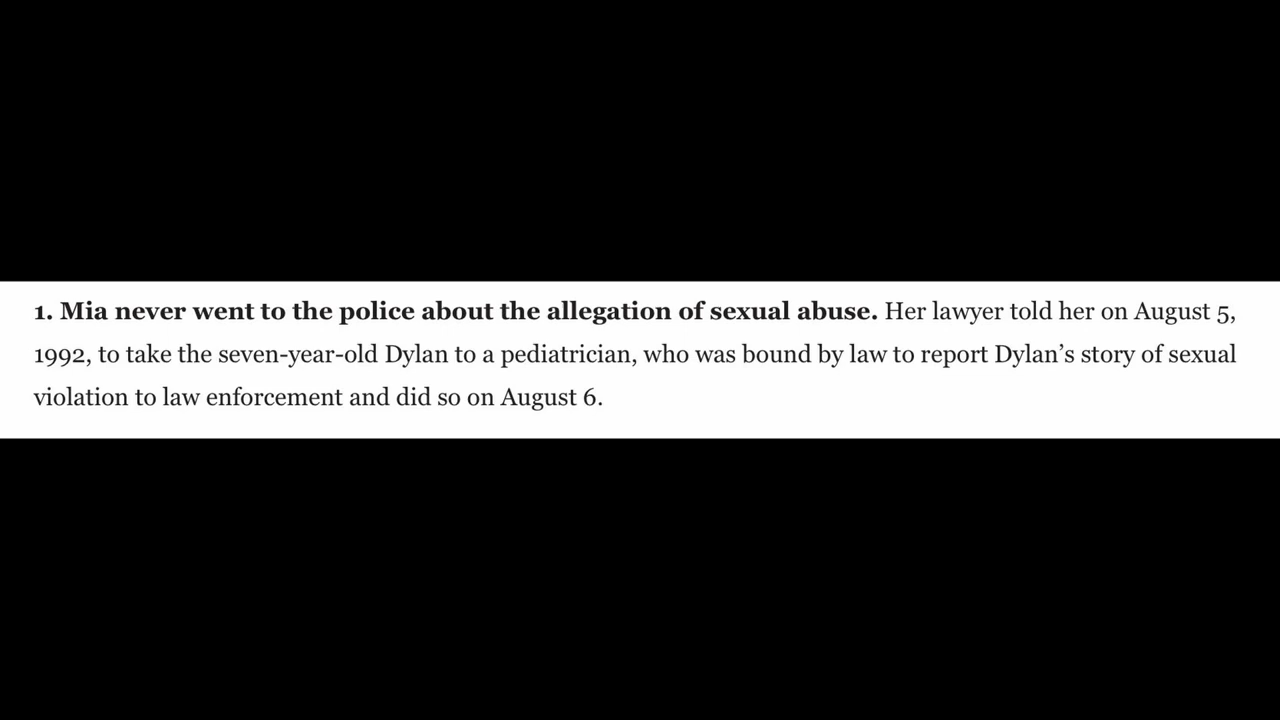 1. Mia never went to the police about the allegation of sexual abuse. Her lawyer told her on August 5,
1992, to take the seven-year-old Dylan to a pediatrician, who was bound by law to report Dylan’s story of sexual
violation to law enforcement and did so on August 6.